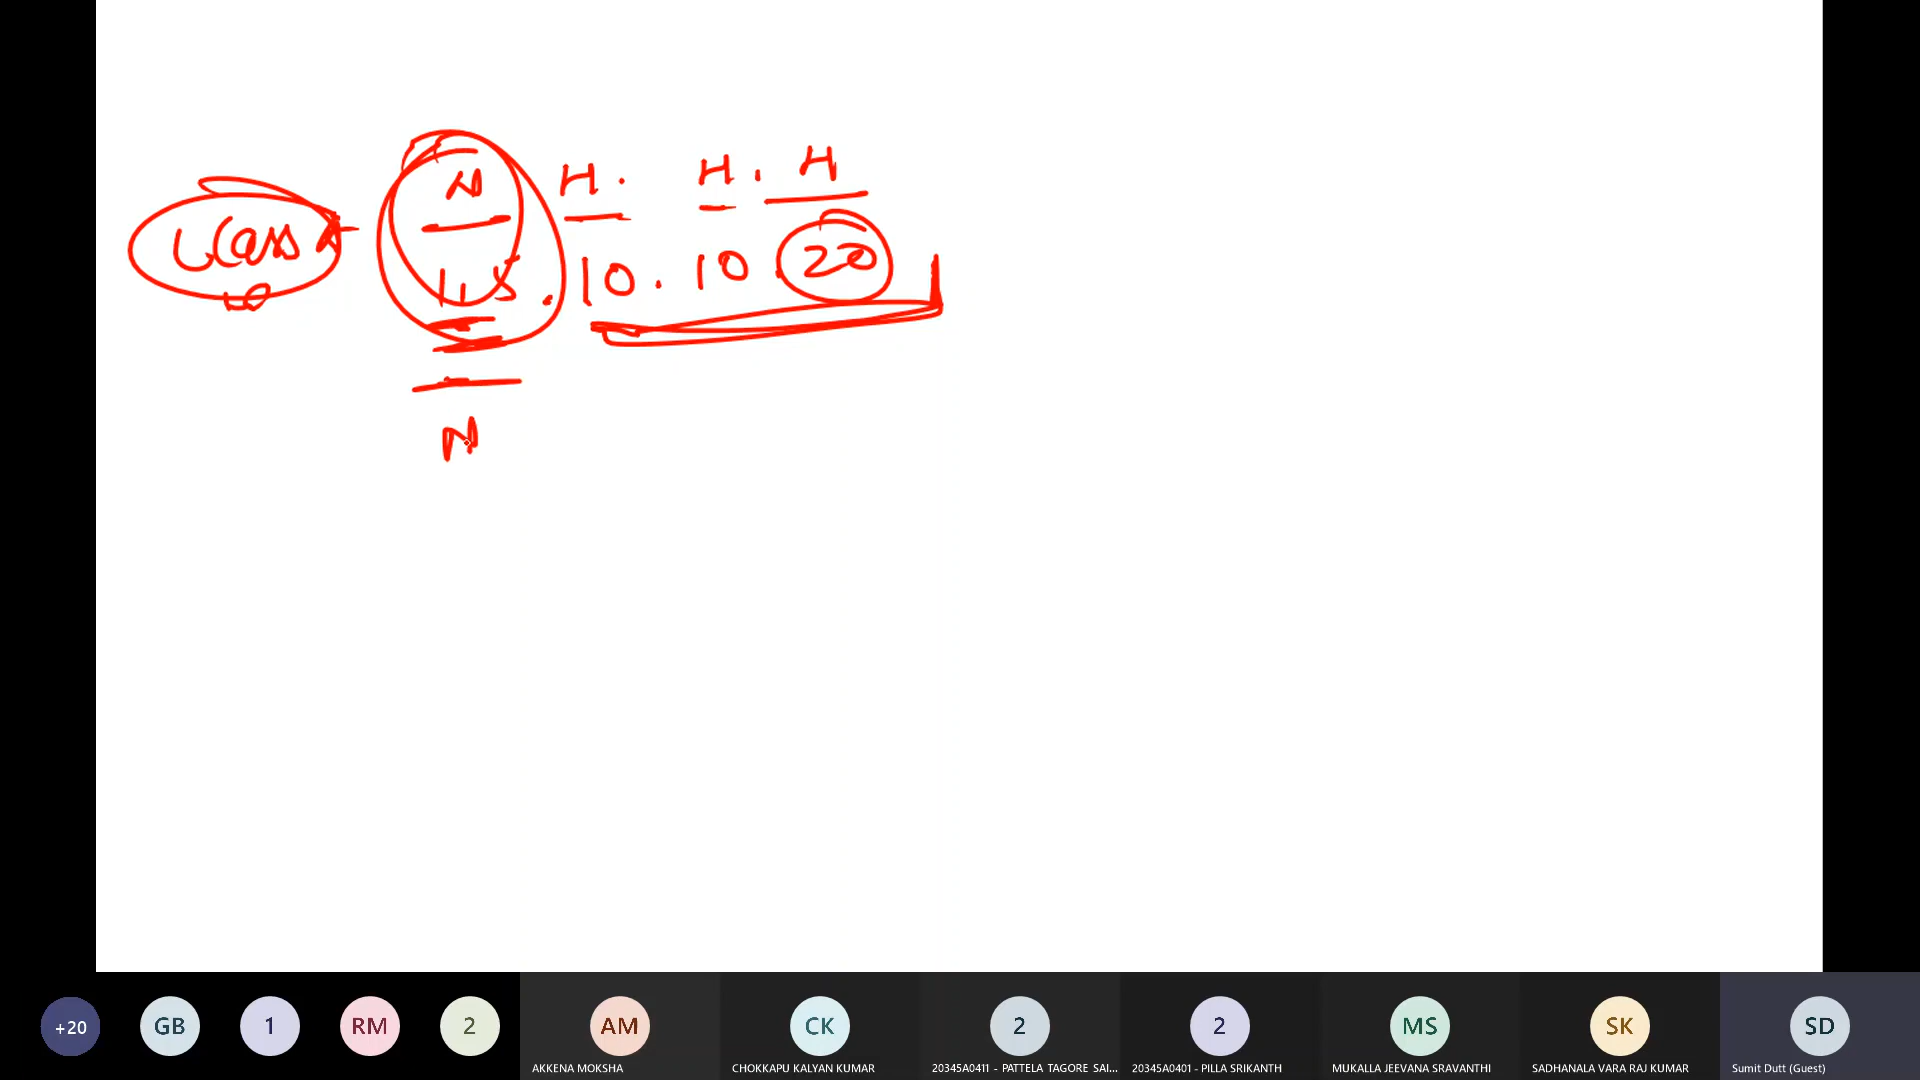 N H. H. H
Class A
115.10.10.20
N
+20 GB 1 RM 2 AM CK 2 2 MS SK SD
AKKENA MOKSHA CHOKKAPU KALYAN KUMAR 20345A0411 - PATTELA TAGORE SAI... 20345A0401 - PILLA SRIKANTH MUKALLA JEEVANA SRAVANTHI SADHANALA VARA RAJ KUMAR Sumit Dutt (Guest)